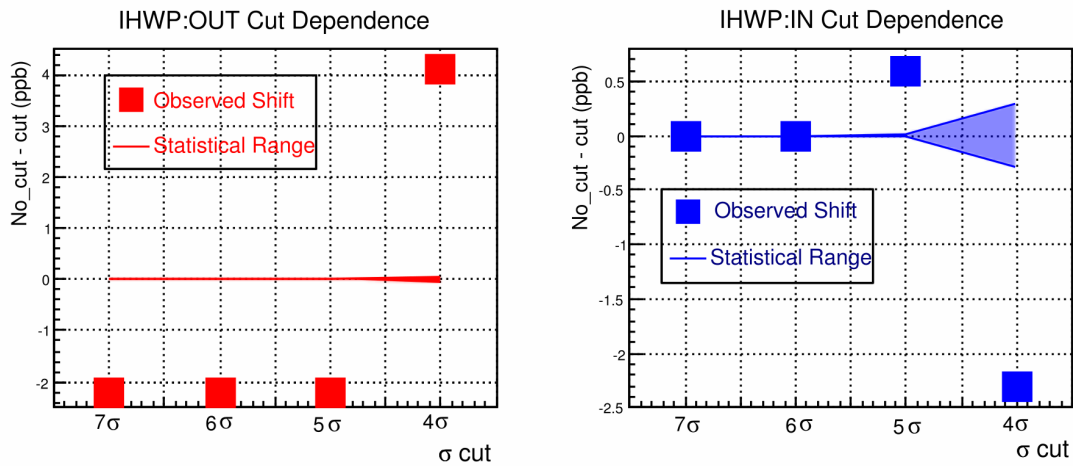 IHWP:OUT Cut Dependence
No_cut - cut (ppb)
4
3
2
1
0
-1
-2
Observed Shift
Statistical Range
7σ
6σ
5σ
4σ
σ cut
IHWP:IN Cut Dependence
No_cut - cut (ppb)
0.5
0
-0.5
-1
-1.5
-2
-2.5
Observed Shift
Statistical Range
7σ
6σ
5σ
4σ
σ cut